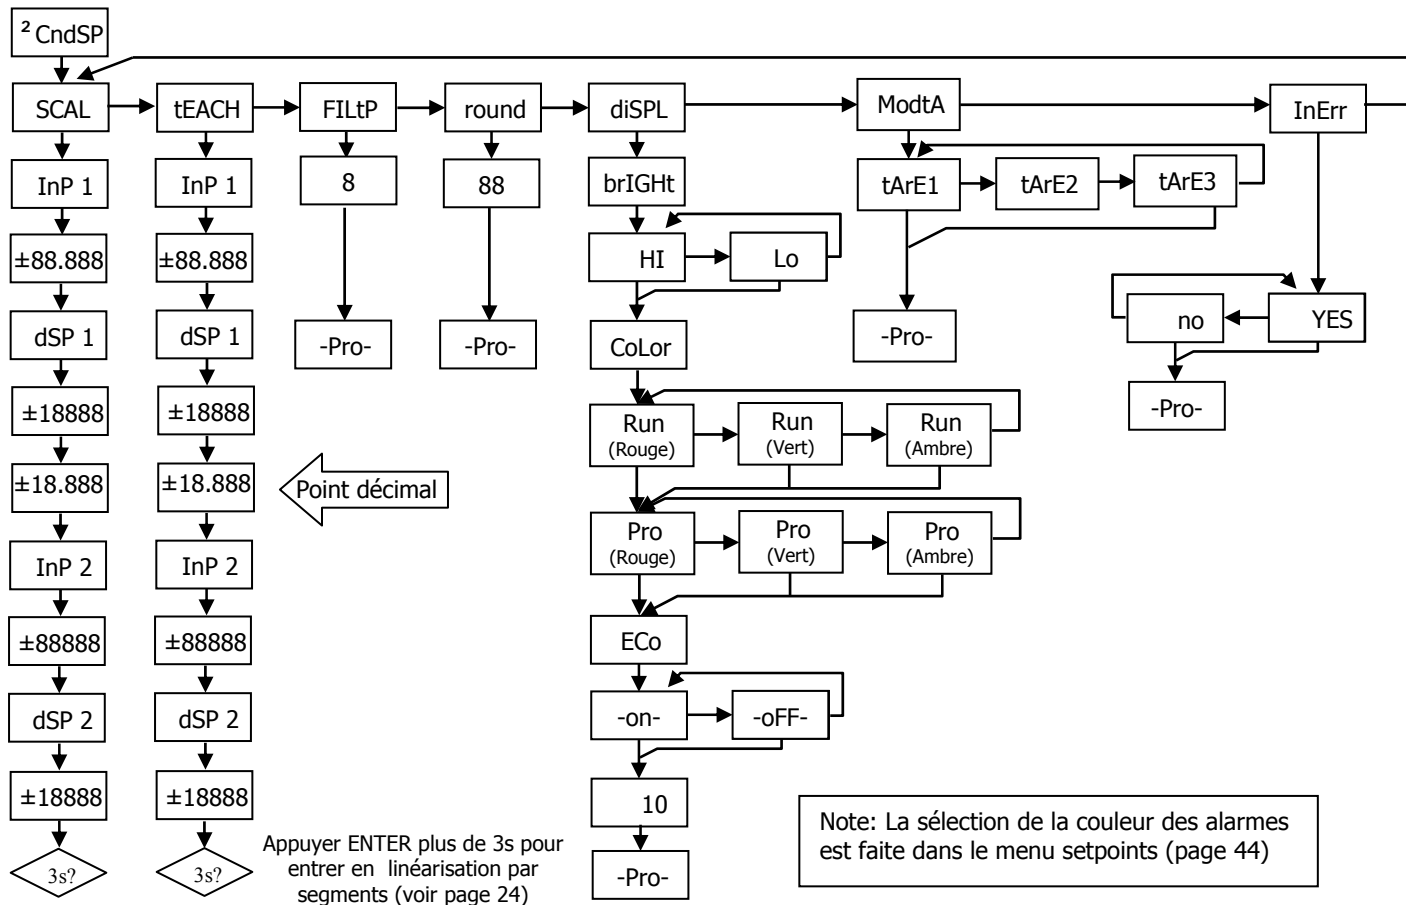 ² CndSP
SCAL
tEACH
FILtP
round
diSPL
ModtA
InErr
InP 1
InP 1
8
88
brIGHt
tArE1
tArE2
tArE3
±88.888
±88.888
HI
Lo
dSP 1
dSP 1
-Pro-
-Pro-
CoLor
-Pro-
no
YES
±18888
±18888
Run
(Rouge)
Run
(Vert)
Run
(Ambre)
-Pro-
±18.888
±18.888
Point décimal
InP 2
InP 2
Pro
(Rouge)
Pro
(Vert)
Pro
(Ambre)
±88888
±88888
ECo
dSP 2
dSP 2
-on-
-oFF-
±18888
±18888
10
3s?
3s?
Appuyer ENTER plus de 3s pour
entrer en linéarisation par
segments (voir page 24)
-Pro-
Note: La sélection de la couleur des alarmes
est faite dans le menu setpoints (page 44)